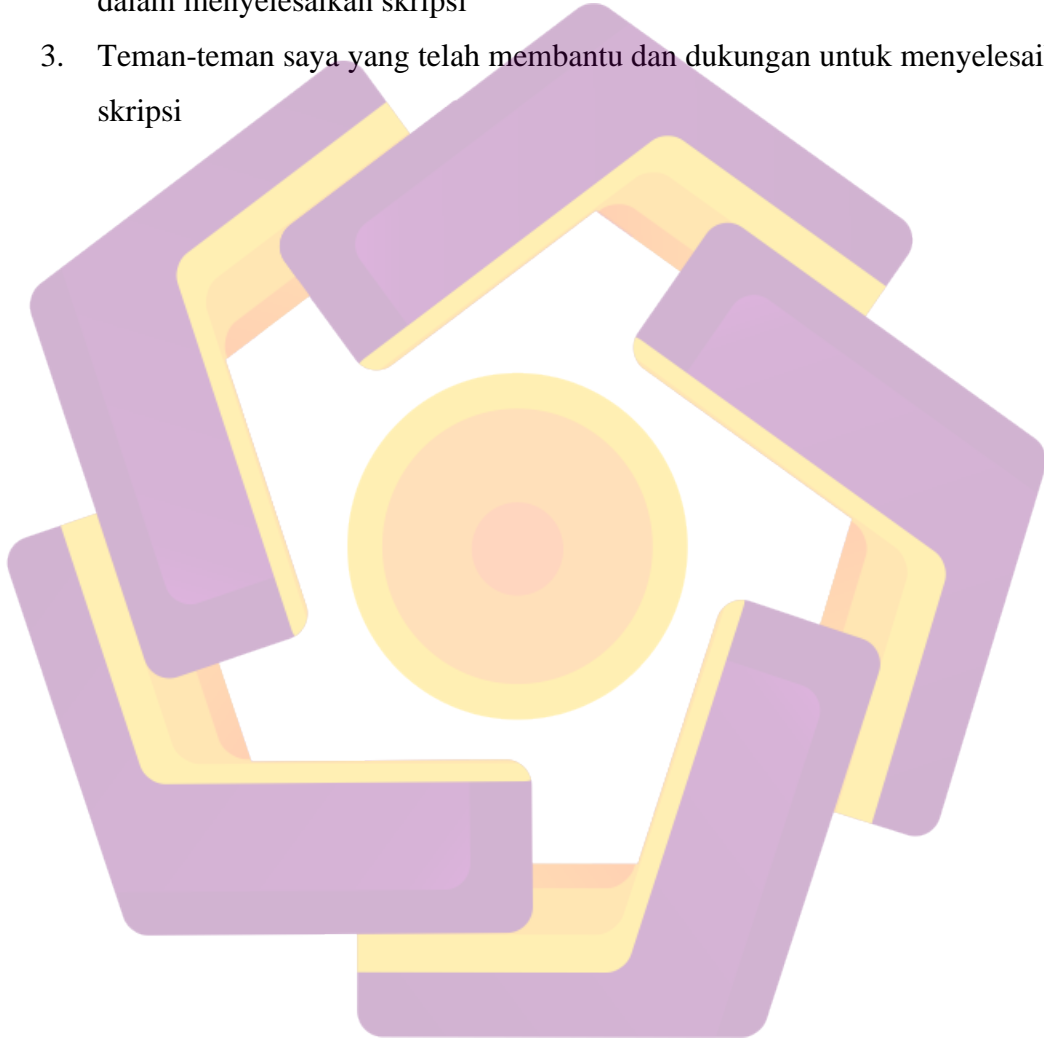 dalam menyelesaikan skripsi
3. Teman-teman saya yang telah membantu dan dukungan untuk menyelesai
skripsi